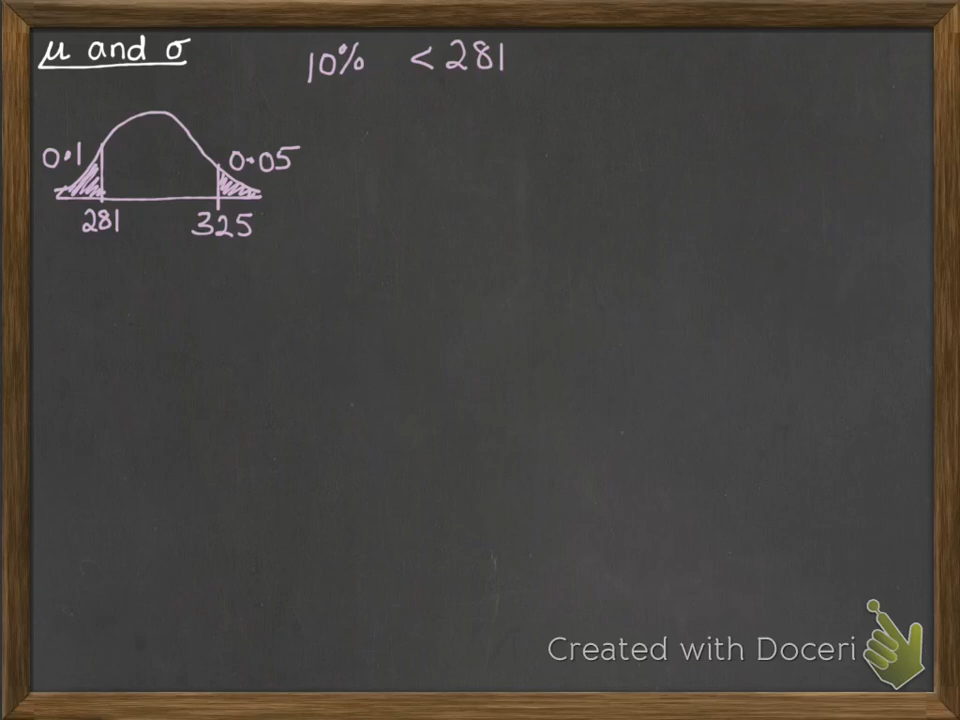 μ and σ
10% < 281
0.1
0.05
281
325
Created with Doceri